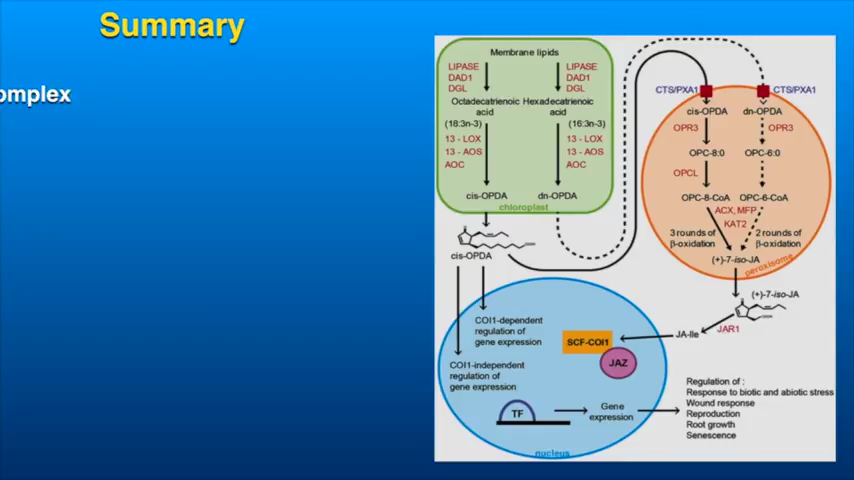 Summary
omplex
Membrane lipids
LIPASE
DAD1
DGL
LIPASE
DAD1
DGL
Octadecatrienoic
acid
Hexadecatrienoic
acid
(18:3n-3)
(16:3n-3)
13 - LOX
13 - AOS
AOC
13 - LOX
13 - AOS
AOC
cis-OPDA
dn-OPDA
chloroplast
cis-OPDA
CTS/PXA1
CTS/PXA1
cis-OPDA
dn-OPDA
OPR3
OPR3
OPC-8:0
OPC-6:0
OPCL
OPC-8-CoA
OPC-6-CoA
ACX, MFP
KAT2
3 rounds of
β-oxidation
2 rounds of
β-oxidation
(+)-7-iso-JA
peroxisome
(+)-7-iso-JA
JAR1
JA-Ile
COI1-dependent
regulation of
gene expression
SCF-COI1
JAZ
COI1-independent
regulation of
gene expression
TF
Gene
expression
nucleus
Regulation of :
Response to biotic and abiotic stress
Wound response
Reproduction
Root growth
Senescence